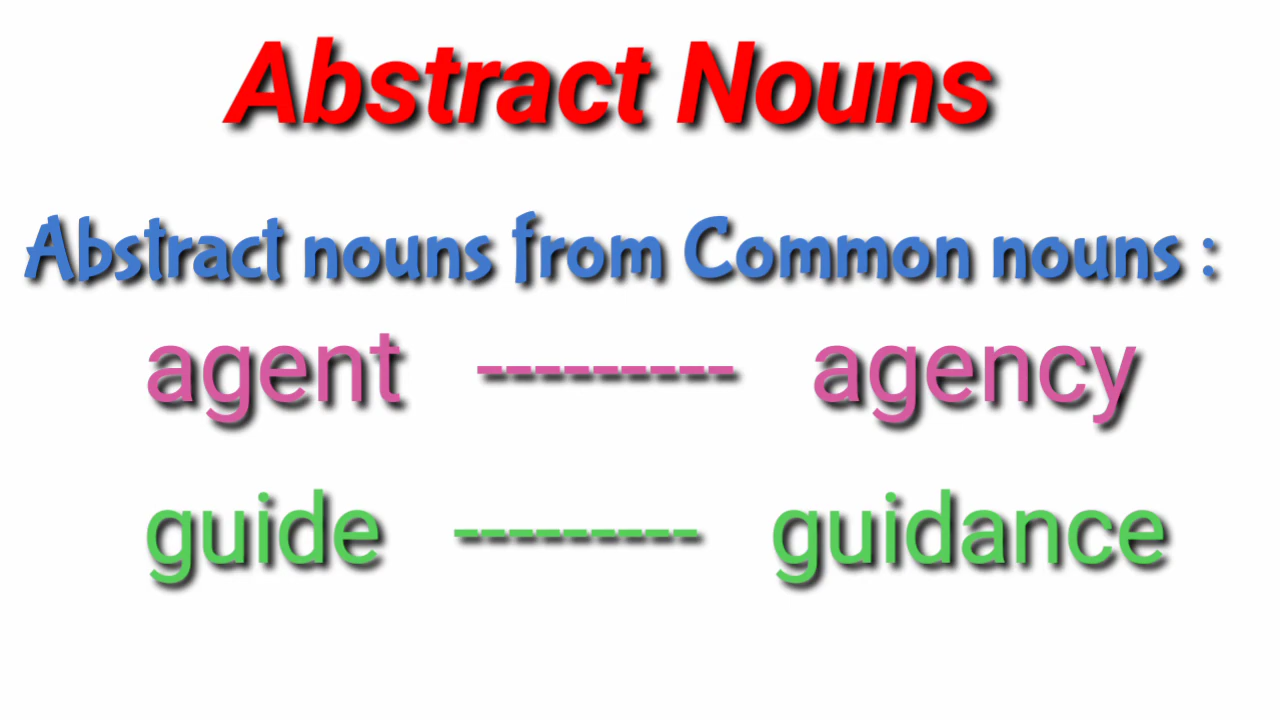 Abstract Nouns
Abstract nouns from Common nouns :
agent --------- agency
guide --------- guidance